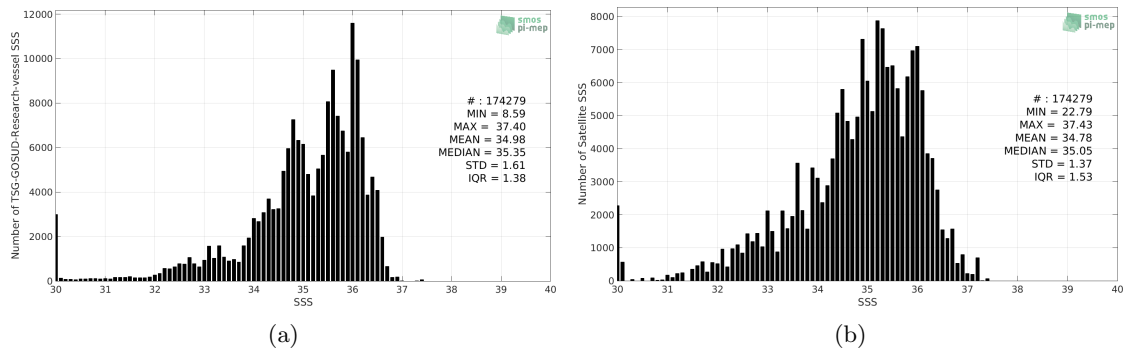 12000
10000
8000
6000
4000
2000
0
Number of TSG-GOSUD-Research-vessel SSS
smos
pi-mep
# : 174279
MIN = 8.59
MAX = 37.40
MEAN = 34.98
MEDIAN = 35.35
STD = 1.61
IQR = 1.38
30 31 32 33 34 35 36 37 38 39 40
SSS
(a)
8000
7000
6000
5000
4000
3000
2000
1000
0
Number of Satellite SSS
smos
pi-mep
# : 174279
MIN = 22.79
MAX = 37.43
MEAN = 34.78
MEDIAN = 35.05
STD = 1.37
IQR = 1.53
30 31 32 33 34 35 36 37 38 39 40
SSS
(b)